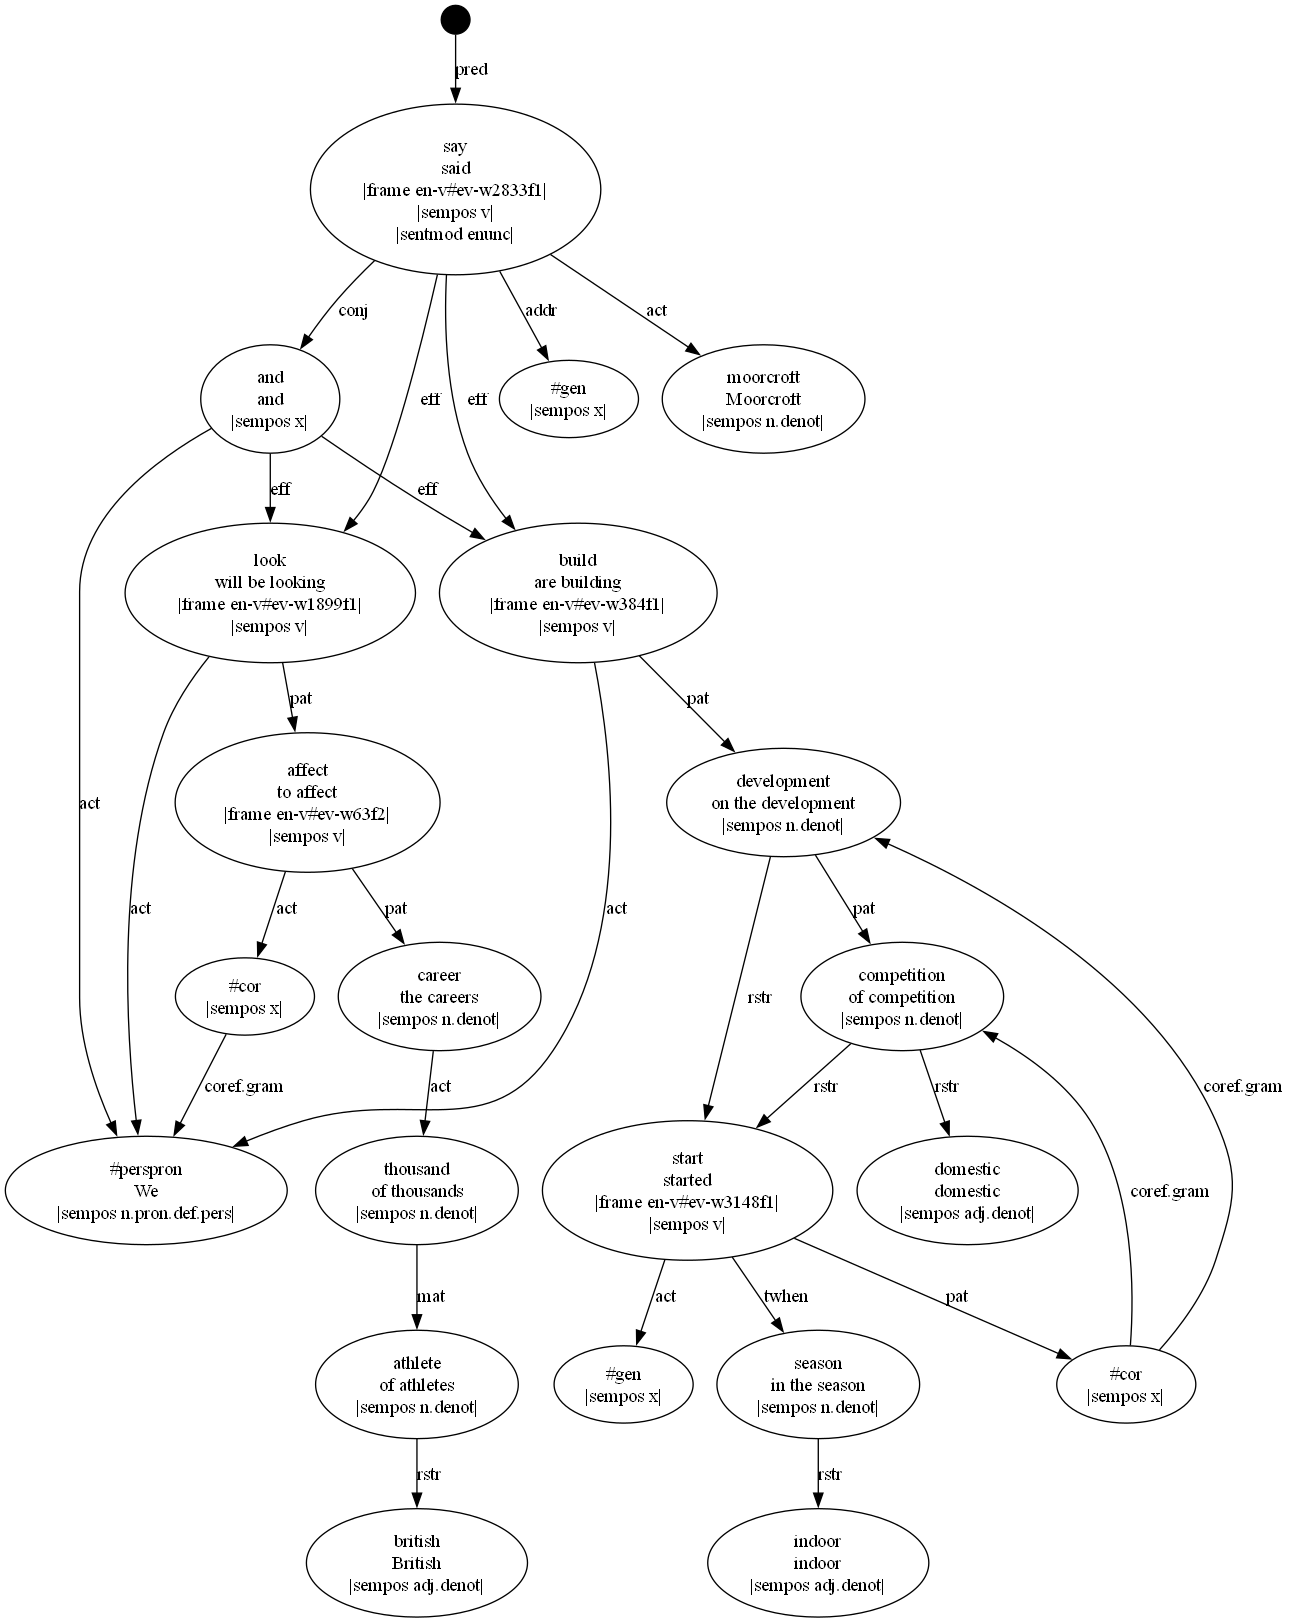 pred
say
said
|frame en-v#ev-w2833f1|
|sempos v|
|sentmod enunc|
conj
eff
eff
addr
act
and
and
|sempos x|
#gen
|sempos x|
moorcroft
Moorcroft
|sempos n.denot|
act
eff
eff
look
will be looking
|frame en-v#ev-w1899f1|
|sempos v|
build
are building
|frame en-v#ev-w384f1|
|sempos v|
act
pat
act
pat
affect
to affect
|frame en-v#ev-w63f2|
|sempos v|
development
on the development
|sempos n.denot|
act
pat
rstr
pat
coref.gram
#cor
|sempos x|
career
the careers
|sempos n.denot|
competition
of competition
|sempos n.denot|
coref.gram
act
rstr
rstr
coref.gram
#perspron
We
|sempos n.pron.def.pers|
thousand
of thousands
|sempos n.denot|
start
started
|frame en-v#ev-w3148f1|
|sempos v|
domestic
domestic
|sempos adj.denot|
mat
act
twhen
pat
athlete
of athletes
|sempos n.denot|
#gen
|sempos x|
season
in the season
|sempos n.denot|
#cor
|sempos x|
rstr
rstr
british
British
|sempos adj.denot|
indoor
indoor
|sempos adj.denot|